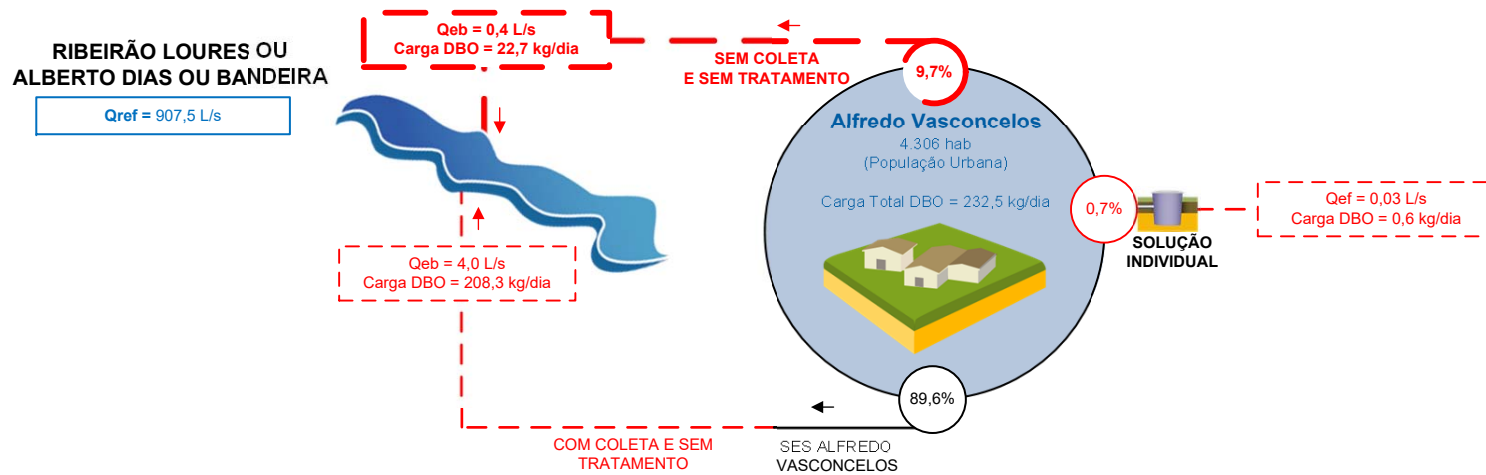 RIBEIRÃO LOURES OU
ALBERTO DIAS OU BANDEIRA
Qref = 907,5 L/s
Qeb = 0,4 L/s
Carga DBO = 22,7 kg/dia
SEM COLETA
E SEM TRATAMENTO
9,7%
Alfredo Vasconcelos
4.306 hab
(População Urbana)
Carga Total DBO = 232,5 kg/dia
0,7%
SOLUÇÃO
INDIVIDUAL
Qef = 0,03 L/s
Carga DBO = 0,6 kg/dia
Qeb = 4,0 L/s
Carga DBO = 208,3 kg/dia
89,6%
COM COLETA E SEM
TRATAMENTO
SES ALFREDO
VASCONCELOS